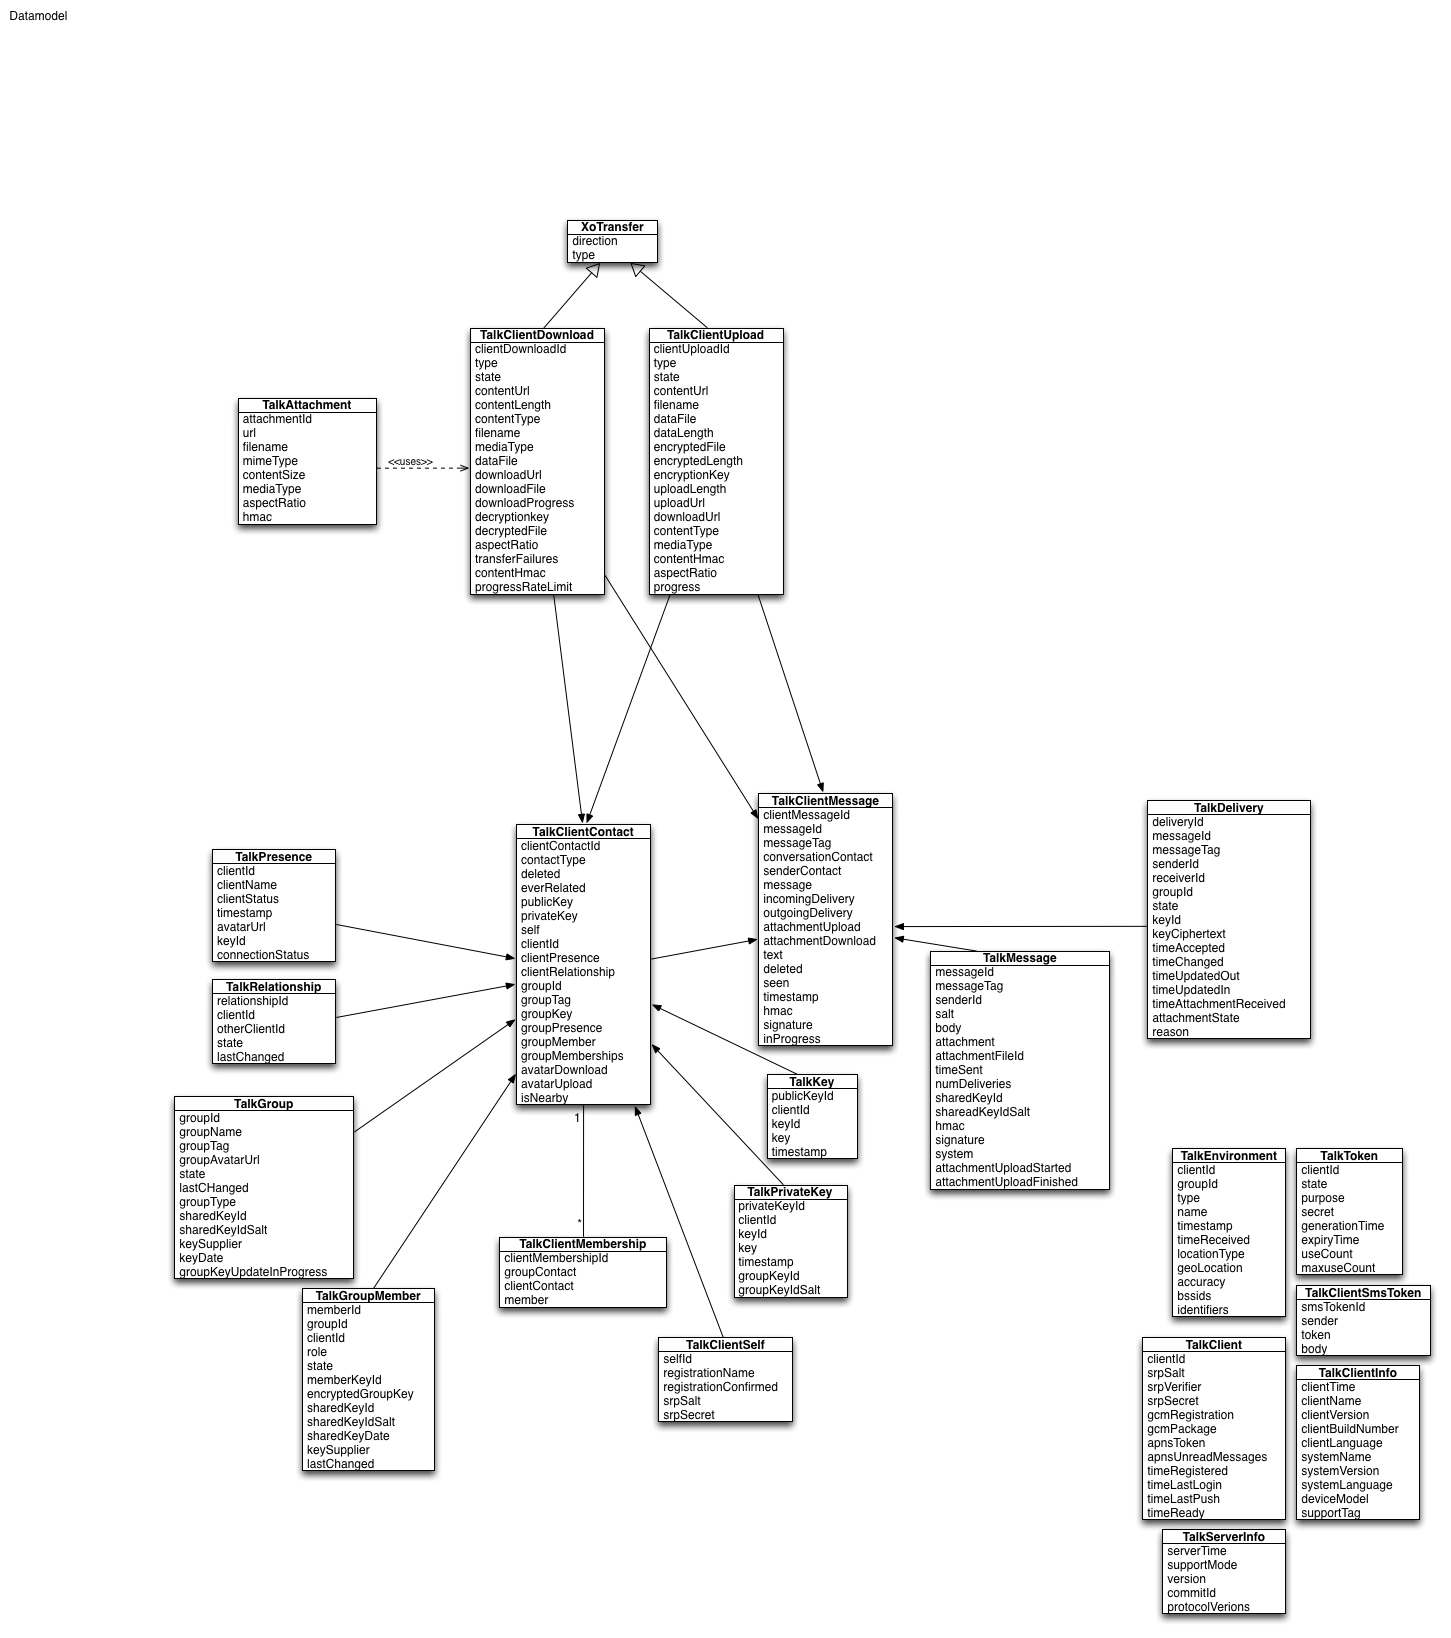 Datamodel
XoTransfer
direction
type
TalkClientDownload
clientDownloadId
type
state
contentUrl
contentLength
contentType
filename
mediaType
dataFile
downloadUrl
downloadFile
downloadProgress
decryptionkey
decryptedFile
aspectRatio
transferFailures
contentHmac
progressRateLimit
TalkClientUpload
clientUploadId
type
state
contentUrl
filename
dataFile
dataLength
encryptedFile
encryptedLength
encryptionKey
uploadLength
uploadUrl
downloadUrl
contentType
mediaType
contentHmac
aspectRatio
progress
TalkAttachment
attachmentId
url
filename
mimeType
contentSize
mediaType
aspectRatio
hmac
<<uses>>
TalkClientMessage
clientMessageId
messageId
messageTag
conversationContact
senderContact
message
incomingDelivery
outgoingDelivery
attachmentUpload
attachmentDownload
text
deleted
seen
timestamp
hmac
signature
inProgress
TalkDelivery
deliveryId
messageId
messageTag
senderId
receiverId
groupId
state
keyId
keyCiphertext
timeAccepted
timeChanged
timeUpdatedOut
timeUpdatedIn
timeAttachmentReceived
attachmentState
reason
TalkClientContact
clientContactId
contactType
deleted
everRelated
publicKey
privateKey
self
clientId
clientPresence
clientRelationship
groupId
groupTag
groupKey
groupPresence
groupMember
groupMemberships
avatarDownload
avatarUpload
isNearby
TalkPresence
clientId
clientName
clientStatus
timestamp
avatarUrl
keyId
connectionStatus
TalkRelationship
relationshipId
clientId
otherClientId
state
lastChanged
TalkMessage
messageId
messageTag
senderId
salt
body
attachment
attachmentFileId
timeSent
numDeliveries
sharedKeyId
shareadKeyIdSalt
hmac
signature
system
attachmentUploadStarted
attachmentUploadFinished
TalkKey
publicKeyId
clientId
keyId
key
timestamp
TalkGroup
groupId
groupName
groupTag
groupAvatarUrl
state
lastCHanged
groupType
sharedKeyId
sharedKeyIdSalt
keySupplier
keyDate
groupKeyUpdateInProgress
1
*
TalkPrivateKey
privateKeyId
clientId
keyId
key
timestamp
groupKeyId
groupKeyIdSalt
TalkClientMembership
clientMembershipId
groupContact
clientContact
member
TalkGroupMember
memberId
groupId
clientId
role
state
memberKeyId
encryptedGroupKey
sharedKeyId
sharedKeyIdSalt
sharedKeyDate
keySupplier
lastChanged
TalkClientSelf
selfId
registrationName
registrationConfirmed
srpSalt
srpSecret
TalkEnvironment
clientId
groupId
type
name
timestamp
timeReceived
locationType
geoLocation
accuracy
bssids
identifiers
TalkToken
clientId
state
purpose
secret
generationTime
expiryTime
useCount
maxuseCount
TalkClientSmsToken
smsTokenId
sender
token
body
TalkClient
clientId
srpSalt
srpVerifier
srpSecret
gcmRegistration
gcmPackage
apnsToken
apnsUnreadMessages
timeRegistered
timeLastLogin
timeLastPush
timeReady
TalkClientInfo
clientTime
clientName
clientVersion
clientBuildNumber
clientLanguage
systemName
systemVersion
systemLanguage
deviceModel
supportTag
TalkServerInfo
serverTime
supportMode
version
commitId
protocolVerions